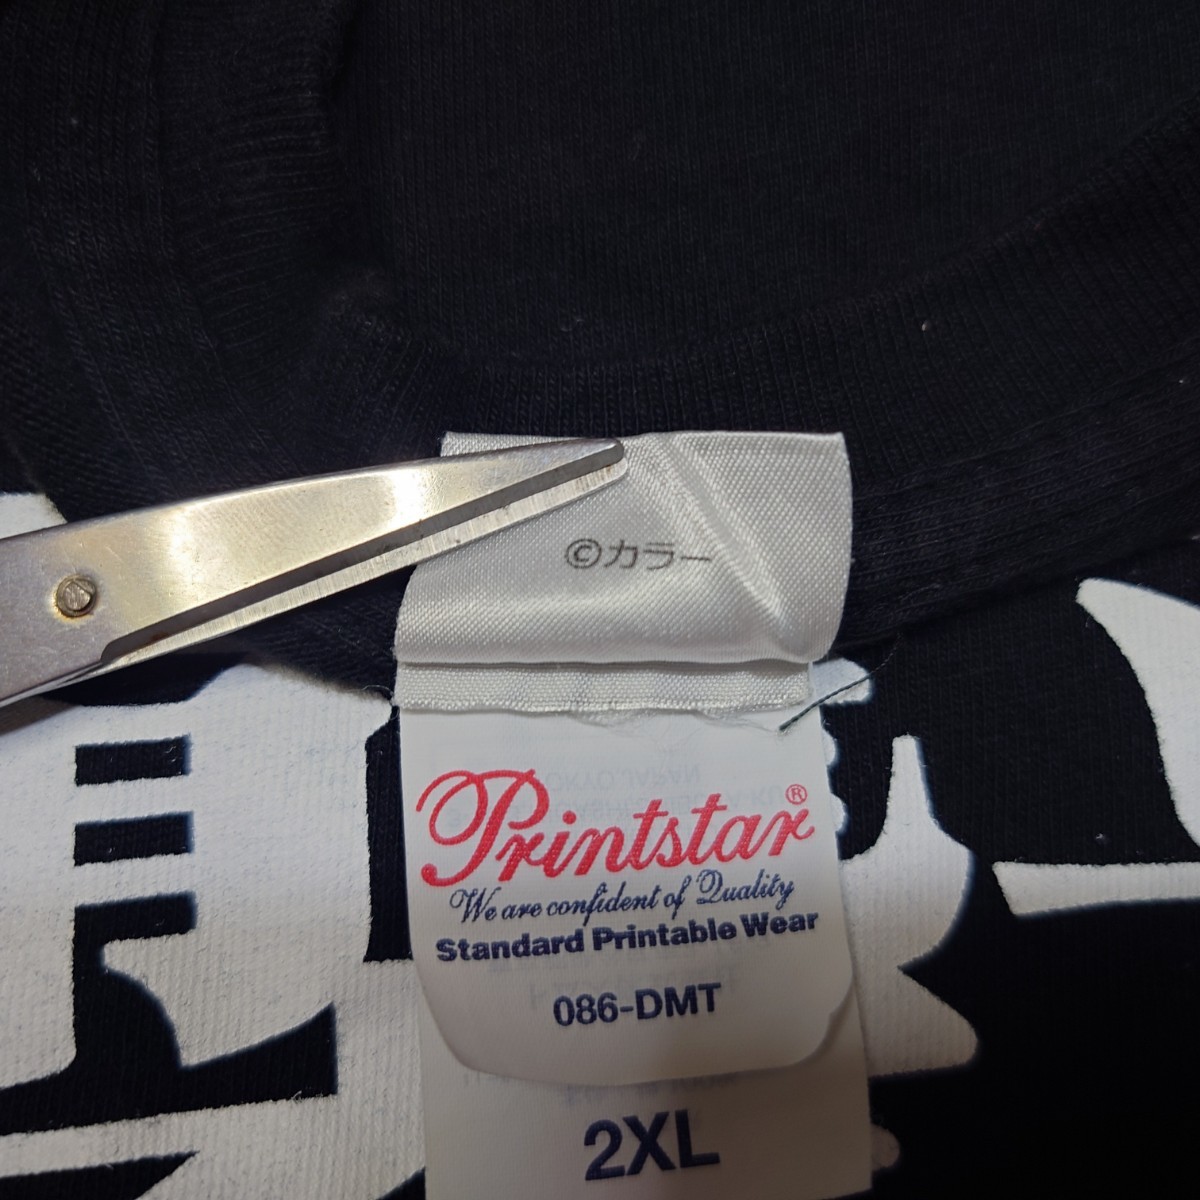 ©カラー
Printstar®
We are confident of Quality
Standard Printable Wear
086-DMT
2XL